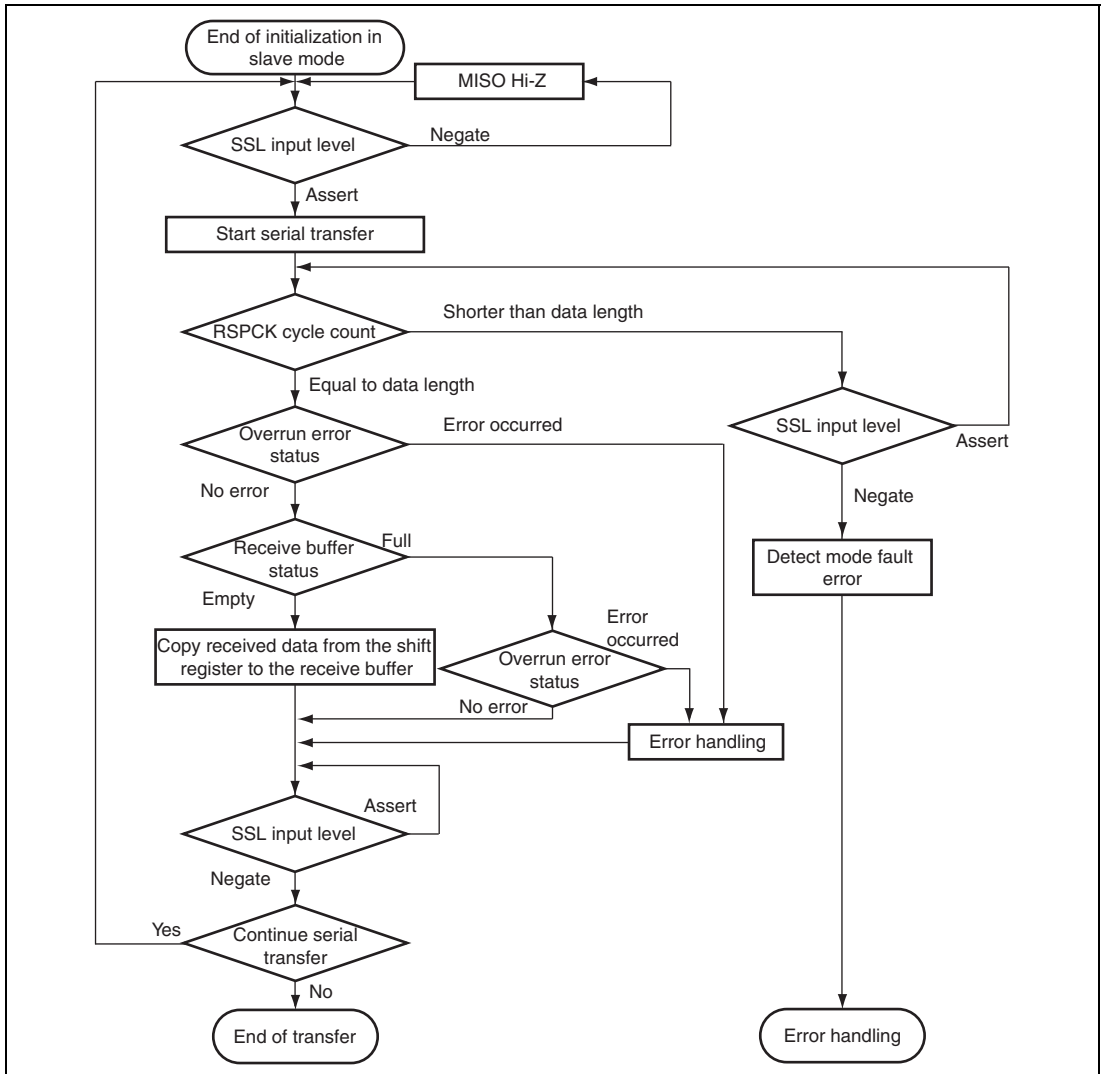 End of initialization in
slave mode
MISO Hi-Z
SSL input level
Negate
Assert
Start serial transfer
RSPCK cycle count
Shorter than data length
Equal to data length
SSL input level
Assert
Overrun error
status
Error occurred
No error
Negate
Receive buffer
status
Full
Detect mode fault
error
Empty
Copy received data from the shift
register to the receive buffer
Error
occurred
Overrun error
status
No error
Error handling
Assert
SSL input level
Negate
Yes
Continue serial
transfer
No
End of transfer
Error handling